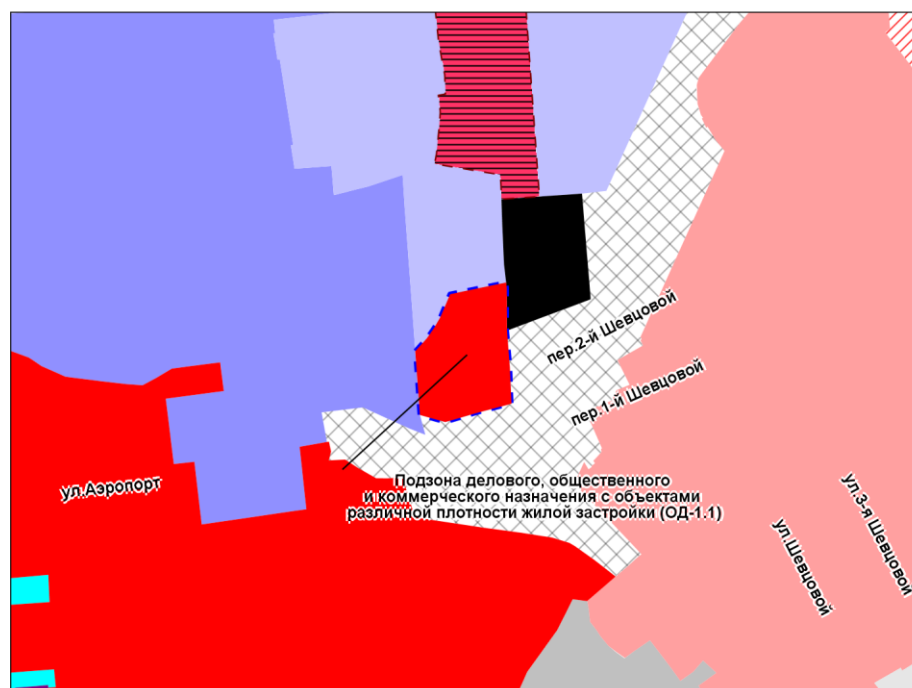 пер.2-й Шевцовой
пер.1-й Шевцовой
ул.Аэропорт
Подзона делового, общественного
и коммерческого назначения с объектами
различной плотности жилой застройки (ОД-1.1)
ул.Шевцовой
ул.3-я Шевцовой